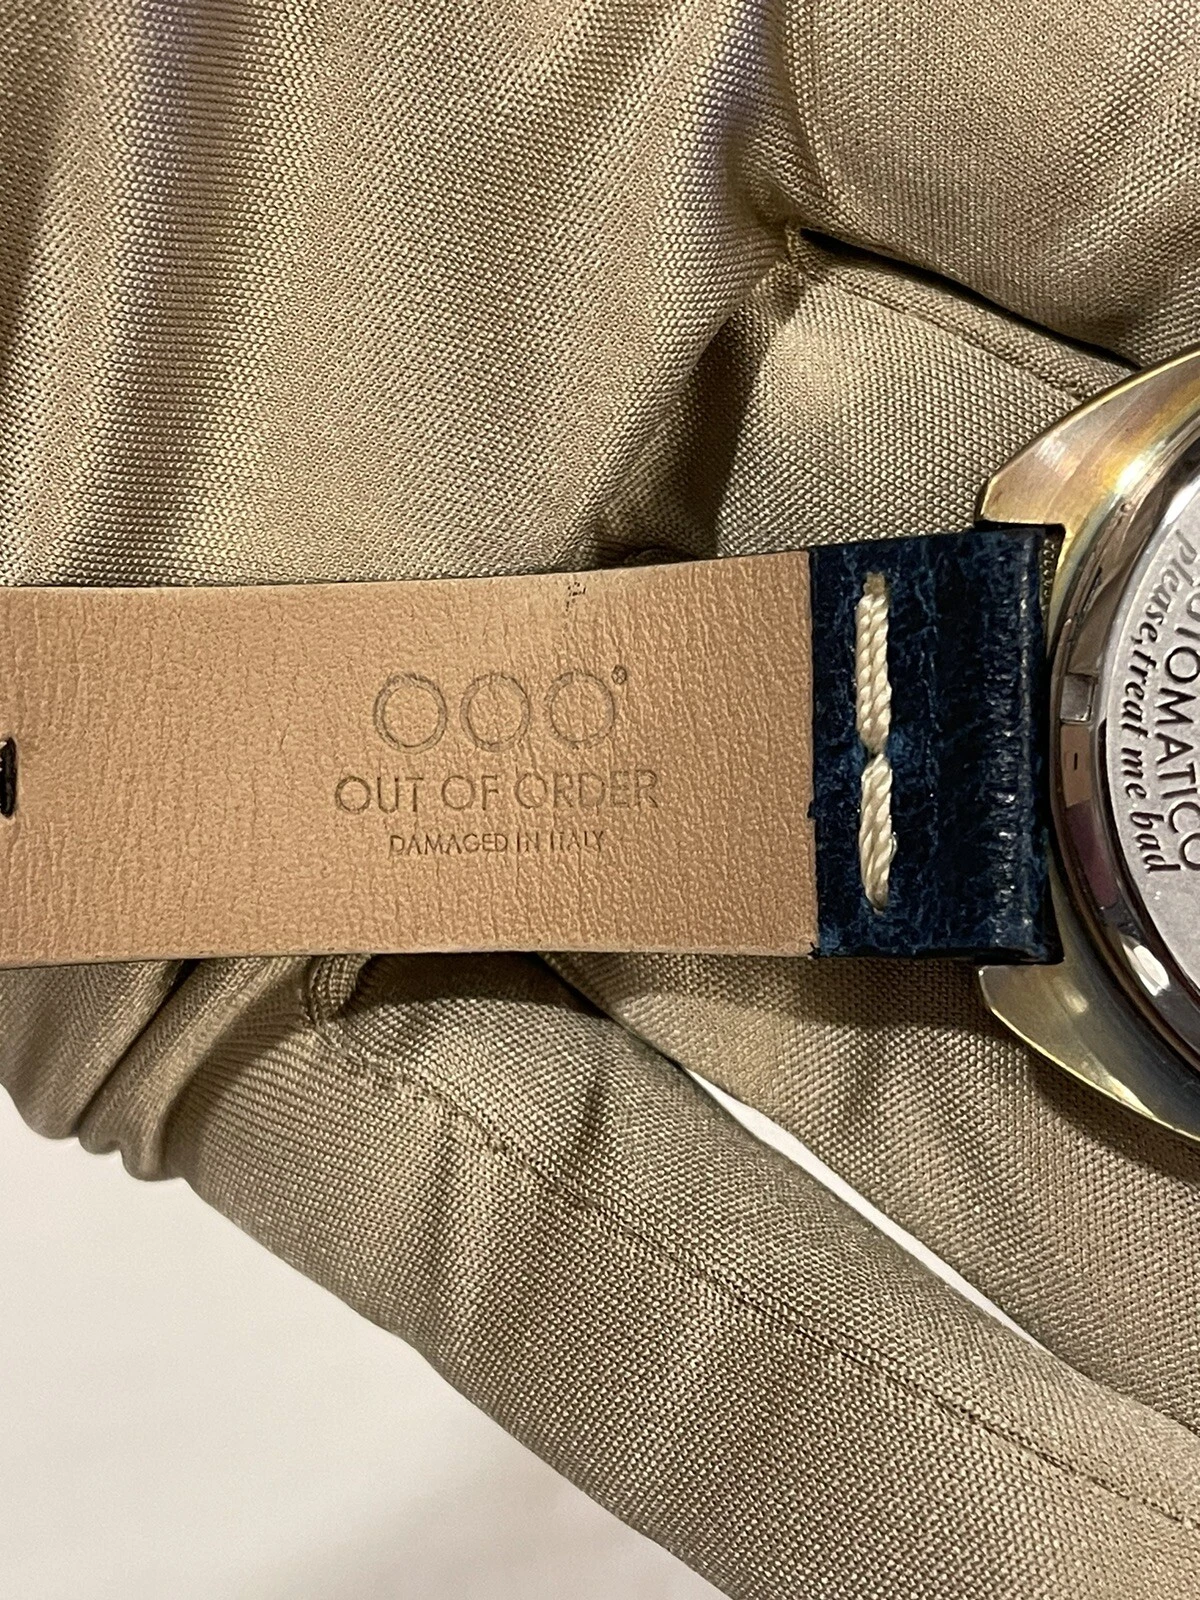 OOO®
OUT OF ORDER
DAMAGED IN ITALY
please, treat me bad